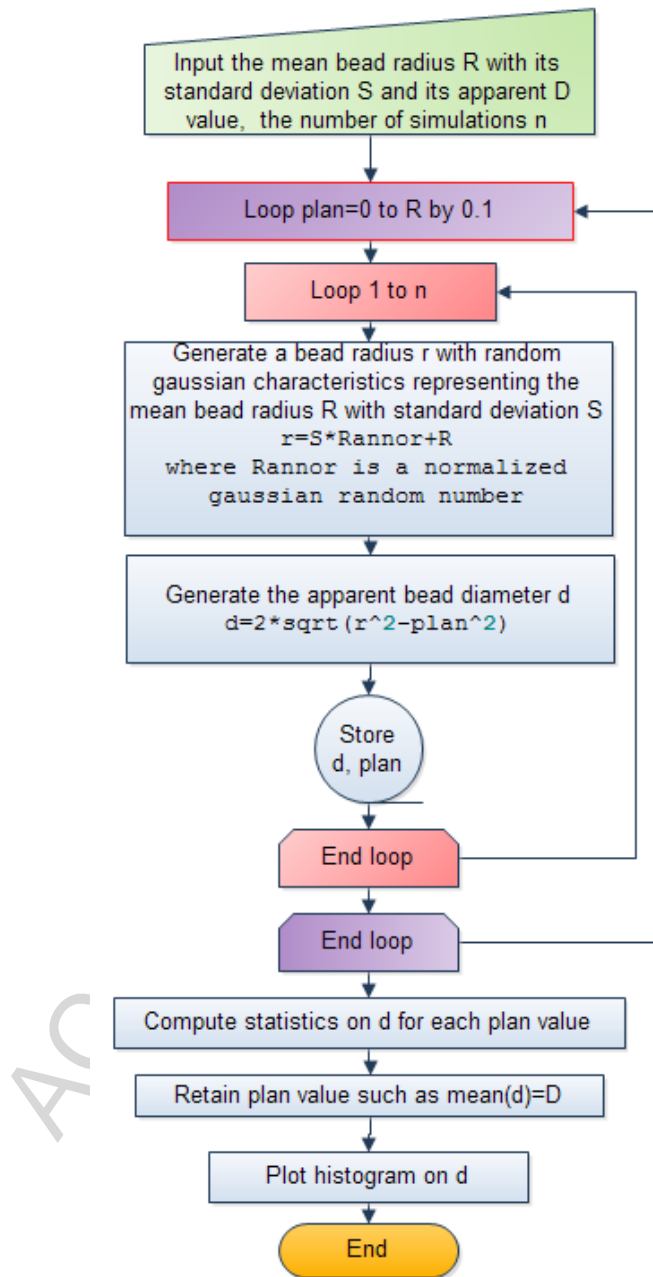 Input the mean bead radius R with its
standard deviation S and its apparent D
value, the number of simulations n
Loop plan=0 to R by 0.1
Loop 1 to n
Generate a bead radius r with random
gaussian characteristics representing the
mean bead radius R with standard deviation S
r=S*Rannor+R
where Rannor is a normalized
gaussian random number
Generate the apparent bead diameter d
d=2*sqrt(r^2-plan^2)
Store
d, plan
End loop
End loop
Compute statistics on d for each plan value
Retain plan value such as mean(d)=D
Plot histogram on d
End
AC